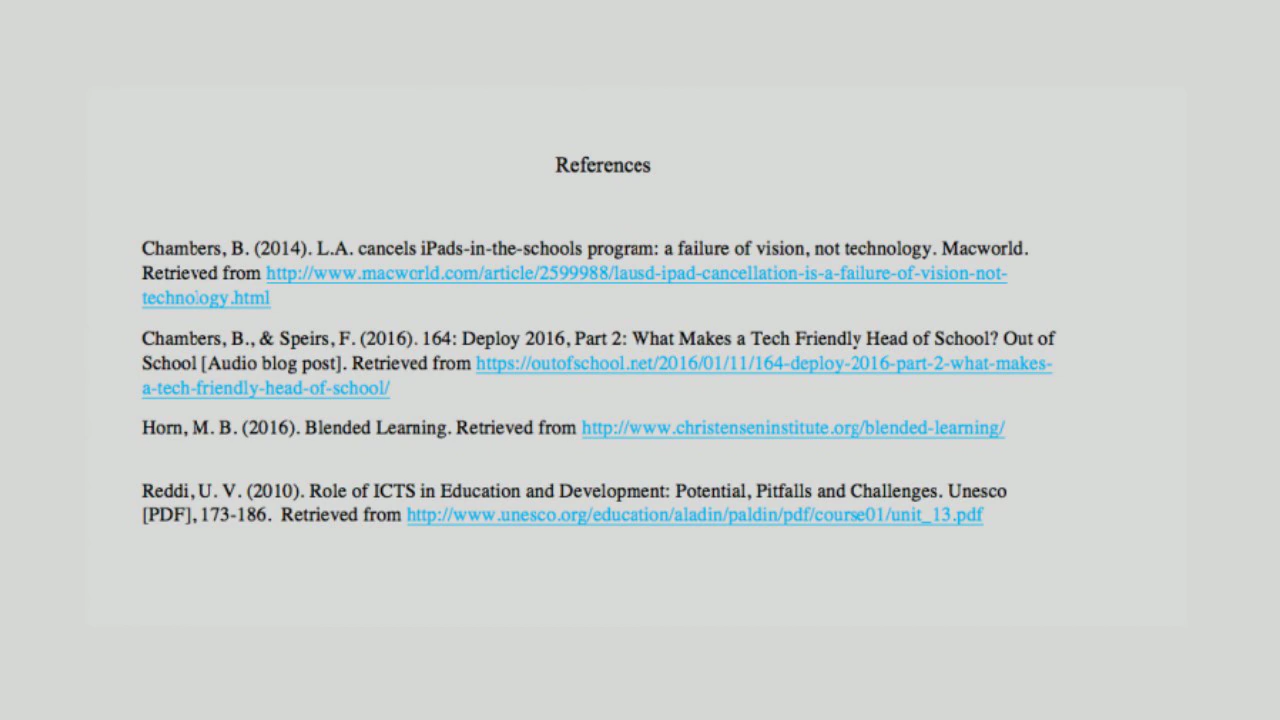 References
Chambers, B. (2014). L.A. cancels iPads-in-the-schools program: a failure of vision, not technology. Macworld.
Retrieved from http://www.macworld.com/article/2599988/lausd-ipad-cancellation-is-a-failure-of-vision-not-
technology.html
Chambers, B., & Speirs, F. (2016). 164: Deploy 2016, Part 2: What Makes a Tech Friendly Head of School? Out of
School [Audio blog post]. Retrieved from https://outofschool.net/2016/01/11/164-deploy-2016-part-2-what-makes-
a-tech-friendly-head-of-school/
Horn, M. B. (2016). Blended Learning. Retrieved from http://www.christenseninstitute.org/blended-learning/
Reddi, U. V. (2010). Role of ICTS in Education and Development: Potential, Pitfalls and Challenges. Unesco
[PDF], 173-186. Retrieved from http://www.unesco.org/education/aladin/paldin/pdf/course01/unit_13.pdf